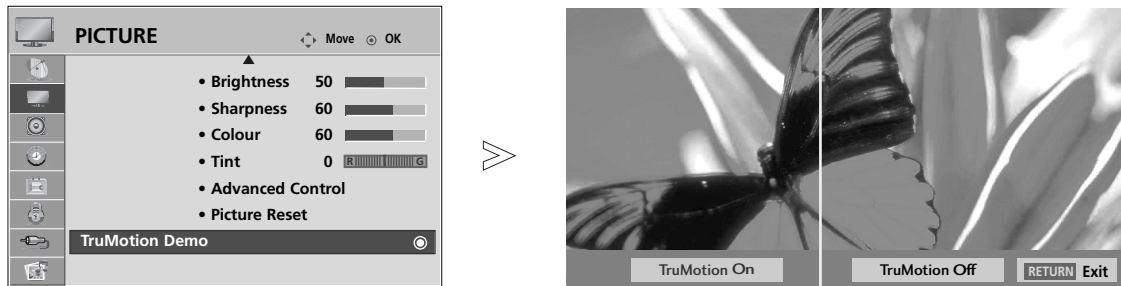 PICTURE
Move OK
• Brightness 50
• Sharpness 60
• Colour 60
• Tint 0 R G
• Advanced Control
• Picture Reset
TruMotion Demo
TruMotion On
TruMotion Off
RETURN Exit